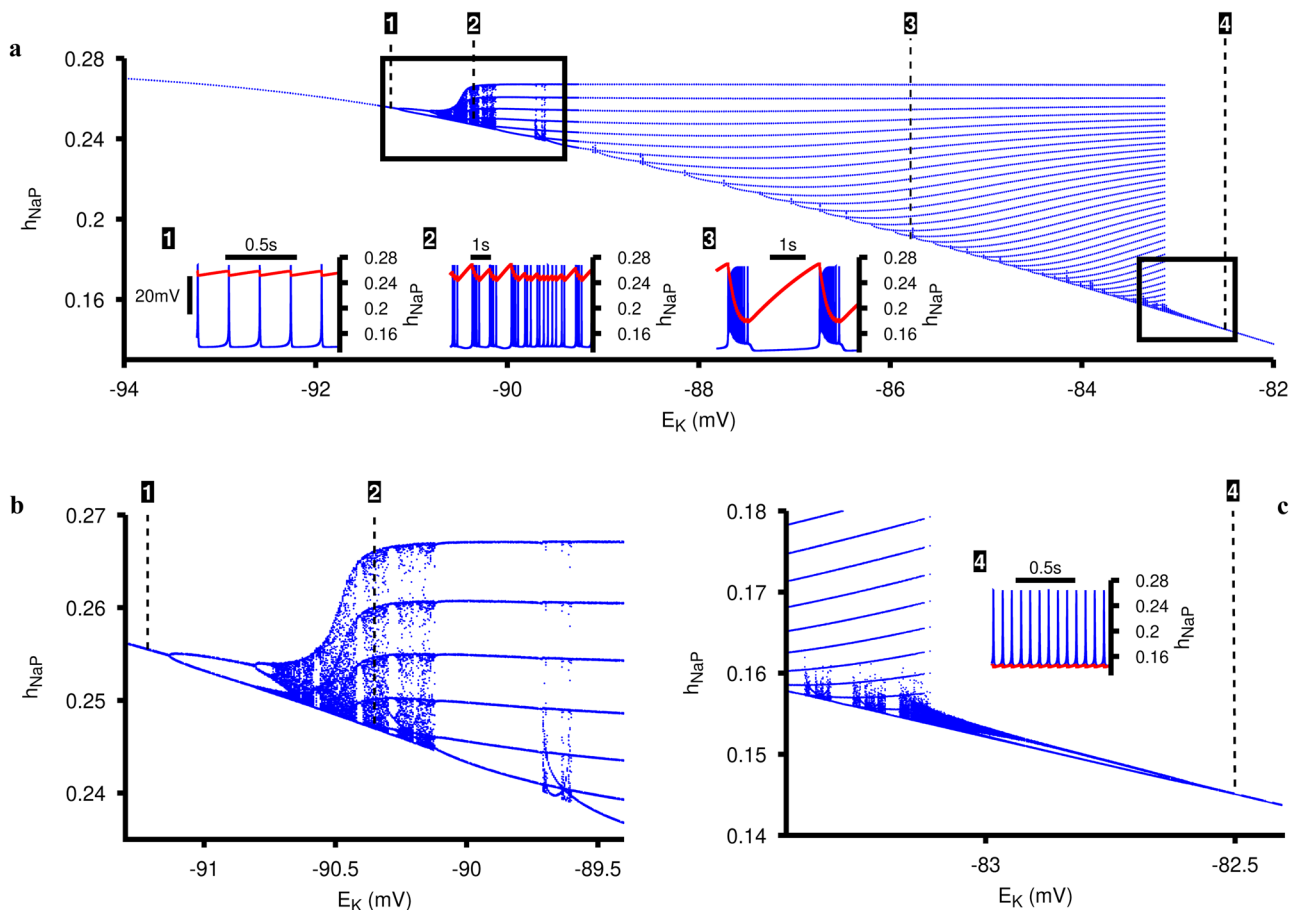 1 2 3 4
a
0.28
0.24
0.2
0.16
h_NaP
1
0.5s
20mV
0.28
0.24
0.2
0.16
h_NaP
2
1s
0.28
0.24
0.2
0.16
h_NaP
3
1s
0.28
0.24
0.2
0.16
h_NaP
-94 -92 -90 -88 -86 -84 -82
E_K (mV)
b
1 2
0.27
0.26
0.25
0.24
h_NaP
-91 -90.5 -90 -89.5
E_K (mV)
c
4
0.18
0.17
0.16
0.15
0.14
h_NaP
4
0.5s
0.28
0.24
0.2
0.16
h_NaP
-83 -82.5
E_K (mV)